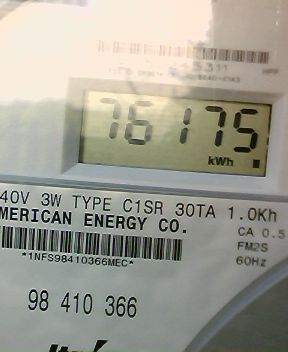 76175
kWh
40V 3W TYPE C1SR 30TA 1.0Kh
MERICAN ENERGY CO.
CA 0.5
FM2S
*1NFS98410366MEC*
60Hz
98 410 366